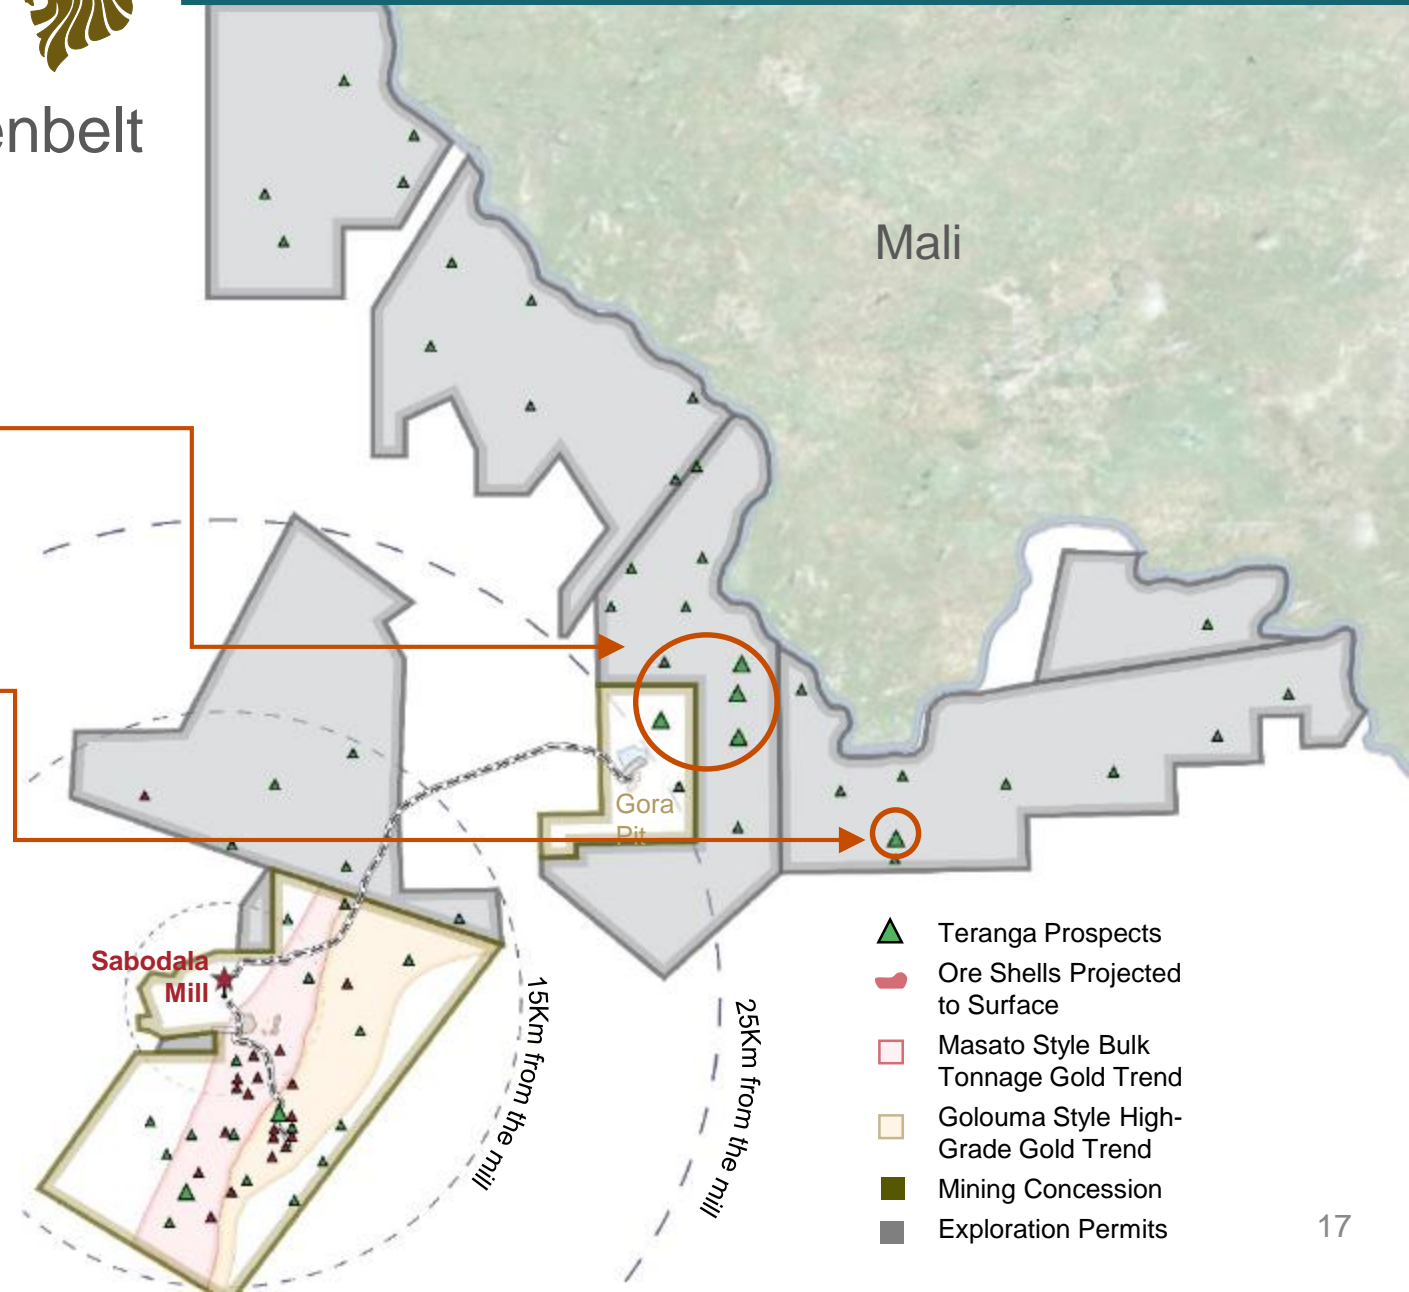 enbelt
Mali
Gora
Pit
Sabodala
Mill
15Km from the mill
25Km from the mill
Teranga Prospects
Ore Shells Projected
to Surface
Masato Style Bulk
Tonnage Gold Trend
Golouma Style High-
Grade Gold Trend
Mining Concession
Exploration Permits
17